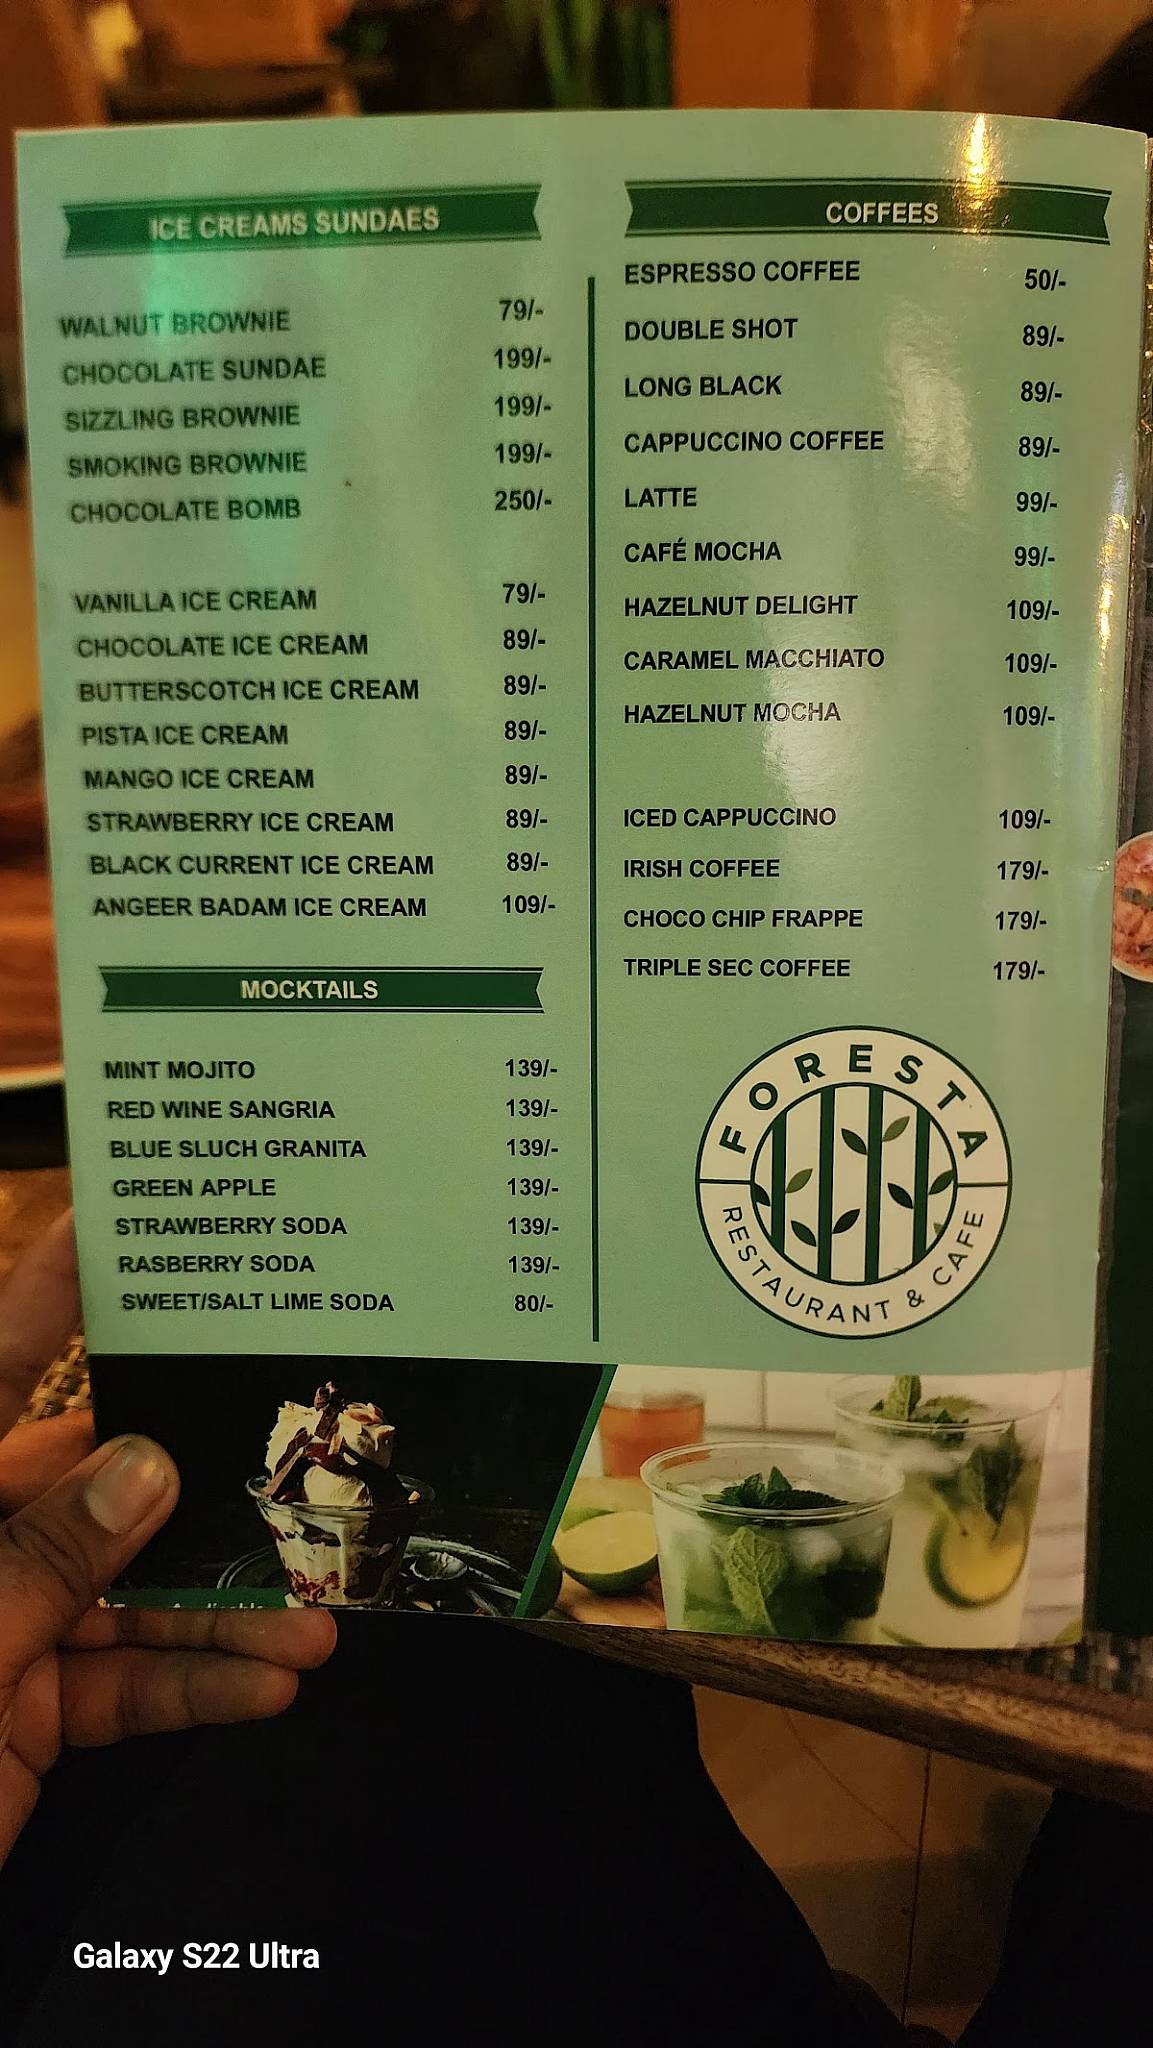 ICE CREAMS SUNDAES
WALNUT BROWNIE 79/-
CHOCOLATE SUNDAE 199/-
SIZZLING BROWNIE 199/-
SMOKING BROWNIE 199/-
CHOCOLATE BOMB 250/-
VANILLA ICE CREAM 79/-
CHOCOLATE ICE CREAM 89/-
BUTTERSCOTCH ICE CREAM 89/-
PISTA ICE CREAM 89/-
MANGO ICE CREAM 89/-
STRAWBERRY ICE CREAM 89/-
BLACK CURRENT ICE CREAM 89/-
ANGEER BADAM ICE CREAM 109/-
MOCKTAILS
MINT MOJITO 139/-
RED WINE SANGRIA 139/-
BLUE SLUCH GRANITA 139/-
GREEN APPLE 139/-
STRAWBERRY SODA 139/-
RASBERRY SODA 139/-
SWEET/SALT LIME SODA 80/-
COFFEES
ESPRESSO COFFEE 50/-
DOUBLE SHOT 89/-
LONG BLACK 89/-
CAPPUCCINO COFFEE 89/-
LATTE 99/-
CAFÉ MOCHA 99/-
HAZELNUT DELIGHT 109/-
CARAMEL MACCHIATO 109/-
HAZELNUT MOCHA 109/-
ICED CAPPUCCINO 109/-
IRISH COFFEE 179/-
CHOCO CHIP FRAPPE 179/-
TRIPLE SEC COFFEE 179/-
FORESTA
RESTAURANT & CAFE
Galaxy S22 Ultra